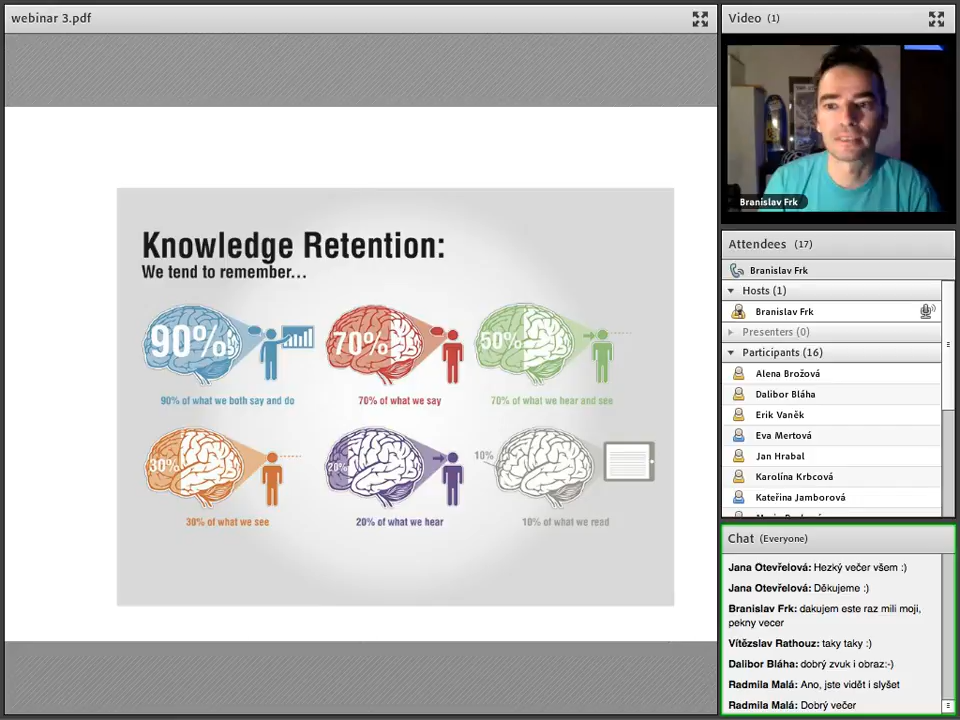 webinar 3.pdf
Knowledge Retention:
We tend to remember...
90%
70%
50%
90% of what we both say and do
70% of what we say
70% of what we hear and see
30%
20%
10%
30% of what we see
20% of what we hear
10% of what we read
Video (1)
Branislav Frk
Attendees (17)
Branislav Frk
Hosts (1)
Branislav Frk
Presenters (0)
Participants (16)
Alena Brožová
Dalibor Bláha
Erik Vaněk
Eva Mertová
Jan Hrabal
Karolína Krbcová
Kateřina Jamborová
Chat (Everyone)
Jana Otevřelová: Hezký večer všem :)
Jana Otevřelová: Děkujeme :)
Branislav Frk: dakujem este raz mili moji,
pekny vecer
Vítězslav Rathouz: taky taky :)
Dalibor Bláha: dobrý zvuk i obraz:-)
Radmila Malá: Ano, jste vidět i slyšet
Radmila Malá: Dobrý večer